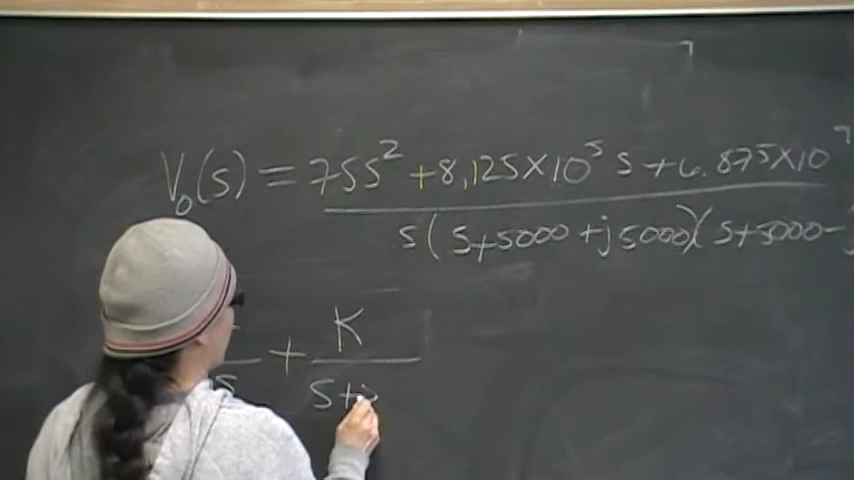 V₀(s) = 75s² + 8,125×10⁵ s + 6.875×10⁷
s(s+5000 +j5000)(s+5000-j
+ K
s s+